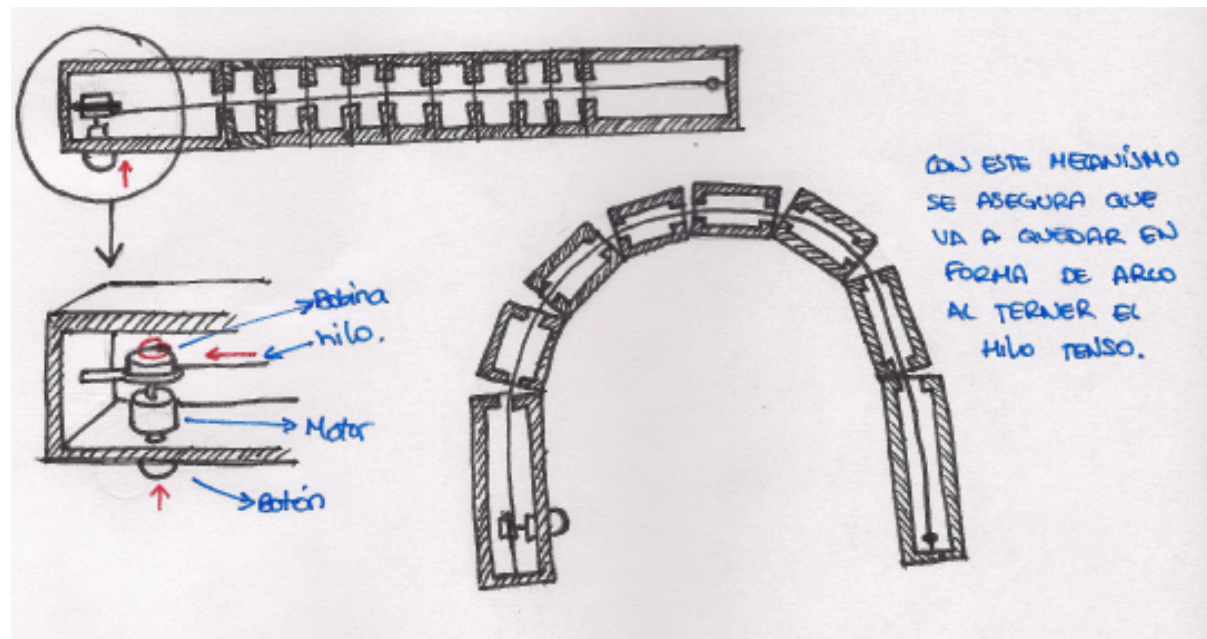 Bobina
hilo.
Motor
Botón
CON ESTE MECANÍSMO
SE ASEGURA QUE
VA A QUEDAR EN
FORMA DE ARCO
AL TERNER EL
HILO TENSO.